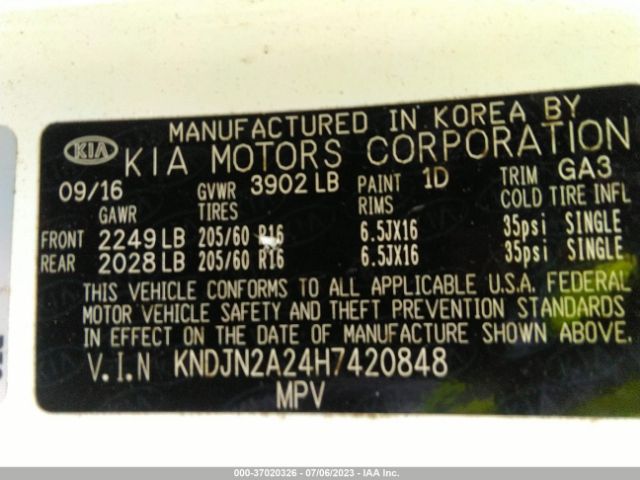 MANUFACTURED IN KOREA BY
KIA KIA MOTORS CORPORATION
09/16 GVWR 3902 LB PAINT 1D TRIM GA3
GAWR TIRES RIMS COLD TIRE INFL
FRONT 2249 LB 205/60 R16 6.5JX16 35psi SINGLE
REAR 2028 LB 205/60 R16 6.5JX16 35psi SINGLE
THIS VEHICLE CONFORMS TO ALL APPLICABLE U.S.A. FEDERAL
MOTOR VEHICLE SAFETY AND THEFT PREVENTION STANDARDS
IN EFFECT ON THE DATE OF MANUFACTURE SHOWN ABOVE.
V.I.N KNDJN2A24H7420848
MPV
000-37020326 - 07/06/2023 - IAA Inc.